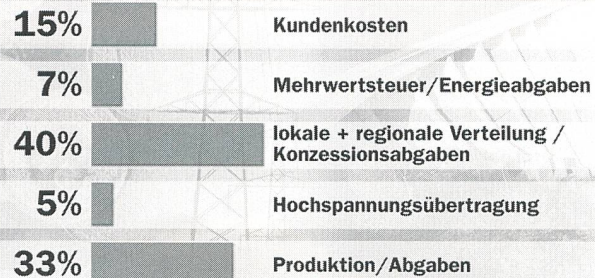 15% Kundenkosten
7% Mehrwertsteuer/Energieabgaben
40% lokale + regionale Verteilung /
Konzessionsabgaben
5% Hochspannungsübertragung
33% Produktion/Abgaben